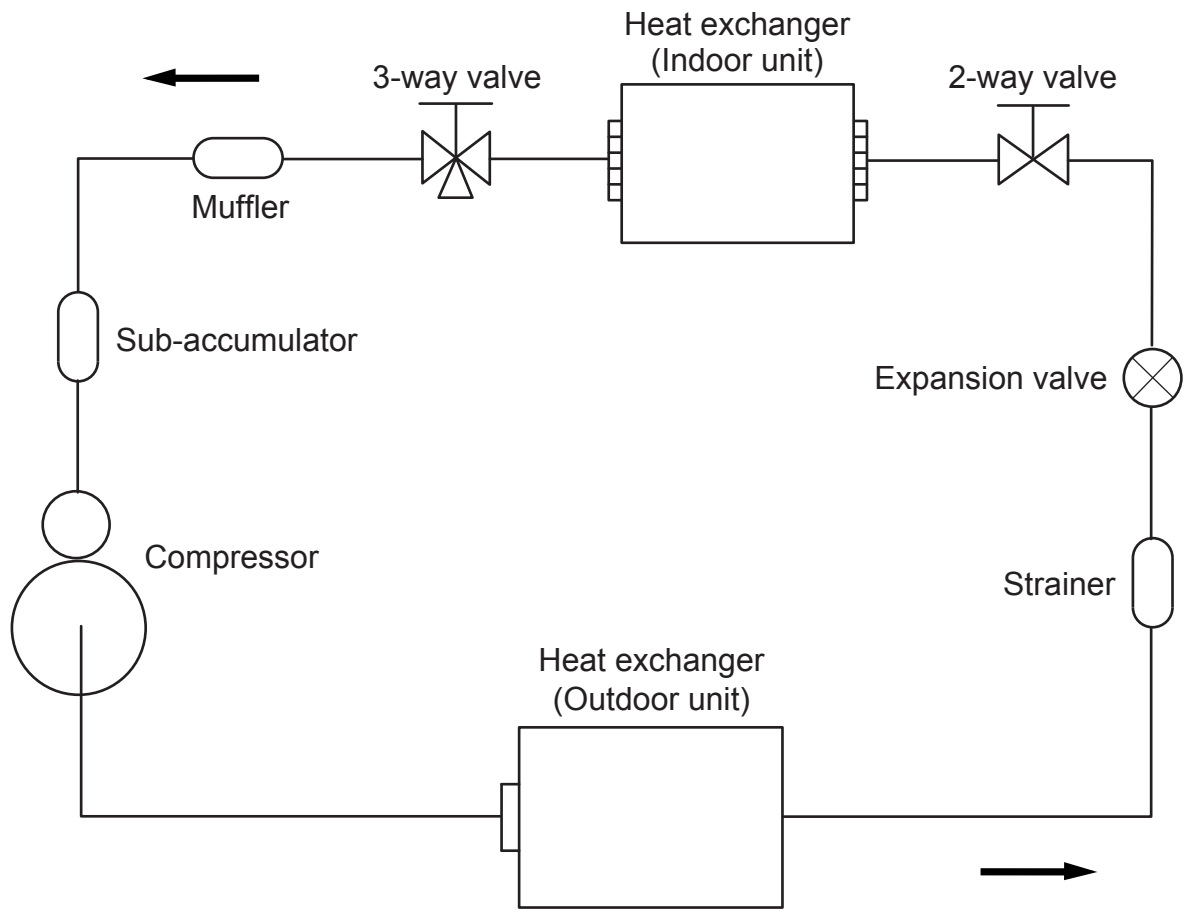 Heat exchanger
(Indoor unit)
3-way valve
2-way valve
Muffler
Sub-accumulator
Expansion valve
Compressor
Strainer
Heat exchanger
(Outdoor unit)